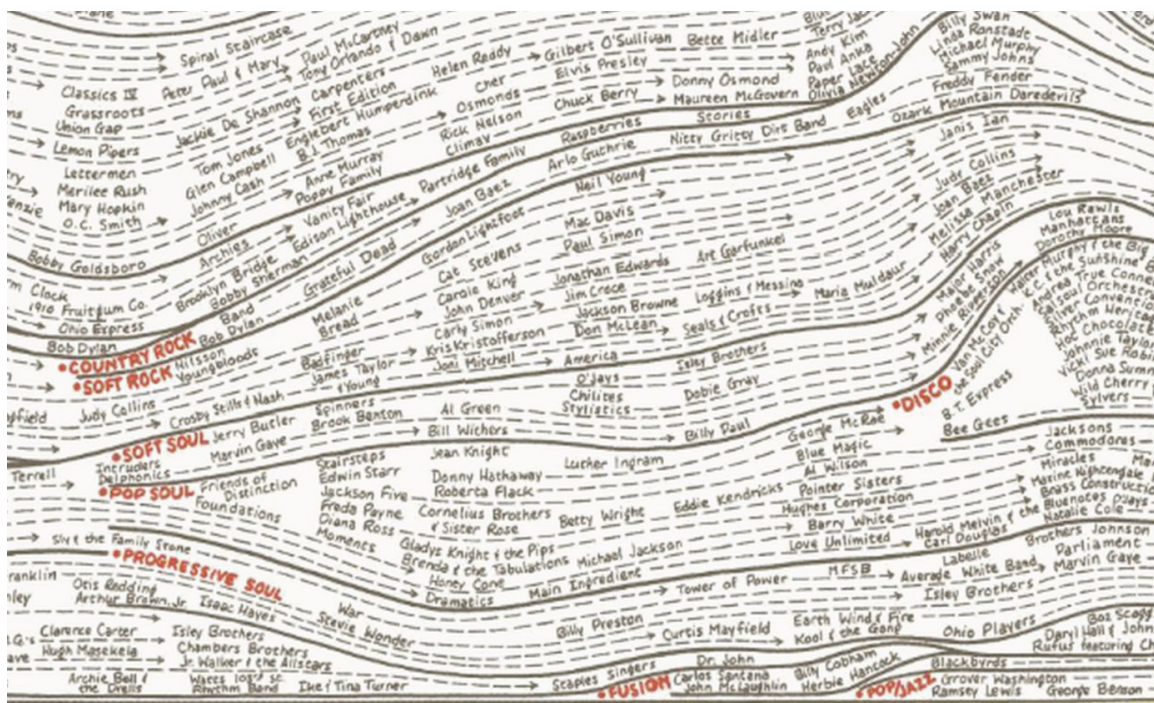 Spiral Staircase
Paul McCartney
Tony Orlando & Dawn
Helen Reddy
Gilbert O'Sullivan
Bette Midler
Andy Kim
Paul Anka
Paper Lace
Olivia Newton-John
Billy Swan
Linda Ronstadt
Michael Murphy
Sammy Johns
Freddy Fender
Classics IV
Peter Paul & Mary
Carpenters
Cher
Elvis Presley
Donny Osmond
Grassroots
Jackie De Shannon
First Edition
Osmonds
Chuck Berry
Maureen McGovern
Union Gap
Englebert Humperdink
Rick Nelson
Raspberries
Stories
Eagles
Ozark Mountain Daredevils
Lemon Pipers
Tom Jones
B.J. Thomas
Climax
Nitty Gritty Dirt Band
Lettermen
Glen Campbell
Anne Murray
Partridge Family
Arlo Guthrie
Janis Ian
Merilee Rush
Johnny Cash
Poppy Family
Mary Hopkin
Vanity Fair
Joan Baez
Neil Young
Judy Collins
O.C. Smith
Oliver
Edison Lighthouse
Joan Baez
Bobby Goldsboro
Archies
Gordon Lightfoot
Mac Davis
Melissa Manchester
Clock
Brooklyn Bridge
Grateful Dead
Paul Simon
Harry Chapin
1910 Fruitgum Co.
Bobby Sherman
Cat Stevens
Art Garfunkel
Lou Rawls
Ohio Express
Band
Melanie
Carole King
Jonathan Edwards
Manhattans
Bob Dylan
Bob Dylan
Bread
John Denver
Jim Croce
Loggins & Messina
Maria Muldaur
Dorothy Moore
COUNTRY ROCK
Nilsson
Carly Simon
Jackson Browne
Major Harris
SOFT ROCK
Youngbloods
Badfinger
Kris Kristofferson
Don McLean
Seals & Crofts
Phoebe Snow
James Taylor
Joni Mitchell
America
Isley Brothers
Minnie Ripperton
Judy Collins
Crosby Stills & Nash
& Young
O'Jays
Dobie Gray
Van McCoy &
the Soul City Orch.
Chilites
Stylistics
SOFT SOUL
Jerry Butler
Spinners
Al Green
DISCO
B.T. Express
Brook Benton
Bill Withers
Billy Paul
George McRae
Bee Gees
Intruders
Marvin Gaye
Jean Knight
Blue Magic
Jacksons
Terrell
Delphonics
Stairsteps
Luther Ingram
Al Wilson
Commodores
POP SOUL
Friends of
Distinction
Edwin Starr
Donny Hathaway
Pointer Sisters
Miracles
Foundations
Jackson Five
Roberta Flack
Eddie Kendricks
Hughes Corporation
Freda Payne
Cornelius Brothers
& Sister Rose
Betty Wright
Barry White
Natalie Cole
Diana Ross
Harold Melvin & the Bluenotes
Moments
Gladys Knight & the Pips
Michael Jackson
Love Unlimited
Carl Douglas
Brothers Johnson
Sly & the Family Stone
Brenda & the Tabulations
Labelle
Parliament
PROGRESSIVE SOUL
Honey Cone
Main Ingredient
MFSB
Average White Band
Marvin Gaye
Dramatics
Tower of Power
Isley Brothers
Otis Redding
War
Arthur Brown Jr.
Isaac Hayes
Stevie Wonder
Billy Preston
Earth Wind & Fire
Clarence Carter
Isley Brothers
Curtis Mayfield
Kool & the Gang
Ohio Players
Hugh Masekela
Chambers Brothers
Jr. Walker & the Allstars
Dr. John
Billy Cobham
Blackbyrds
Archie Bell &
the Drells
Watts 103rd St.
Rhythm Band
Ike & Tina Turner
Staples Singers
Carlos Santana
Herbie Hancock
Grover Washington
FUSION
John McLaughlin
POP/JAZZ
Ramsey Lewis
George Benson